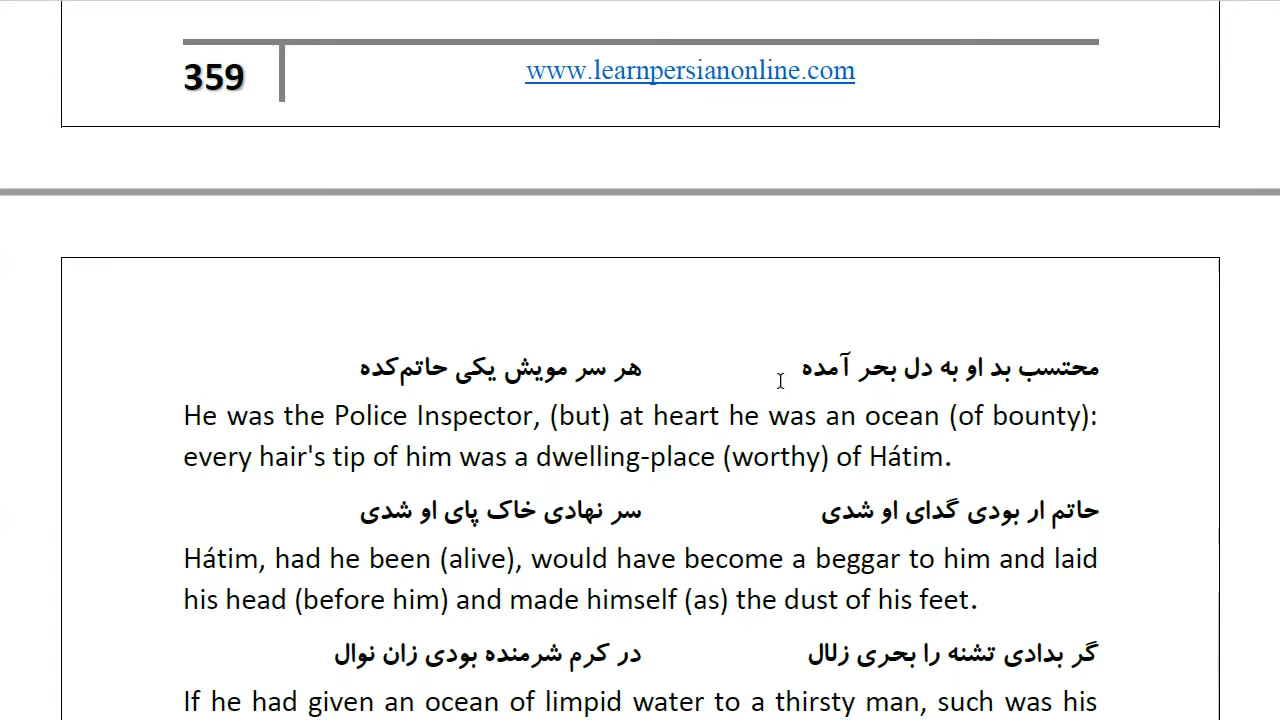 359
www.learnpersianonline.com
محتسب بد او به دل بحر آمده هر سر مویش یکی حاتم‌کده
He was the Police Inspector, (but) at heart he was an ocean (of bounty):
every hair's tip of him was a dwelling-place (worthy) of Hátim.
حاتم ار بودی گدای او شدی سر نهادی خاک پای او شدی
Hátim, had he been (alive), would have become a beggar to him and laid
his head (before him) and made himself (as) the dust of his feet.
گر بدادی تشنه را بحری زلال در کرم شرمنده بودی زان نوال
If he had given an ocean of limpid water to a thirsty man, such was his